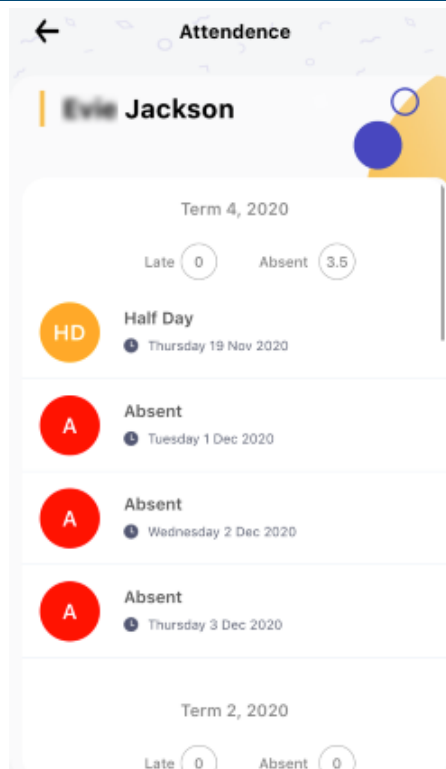 Attendence
Jackson
Term 4, 2020
Late 0 Absent 3.5
HD
Half Day
Thursday 19 Nov 2020
A
Absent
Tuesday 1 Dec 2020
A
Absent
Wednesday 2 Dec 2020
A
Absent
Thursday 3 Dec 2020
Term 2, 2020
Late 0 Absent 0